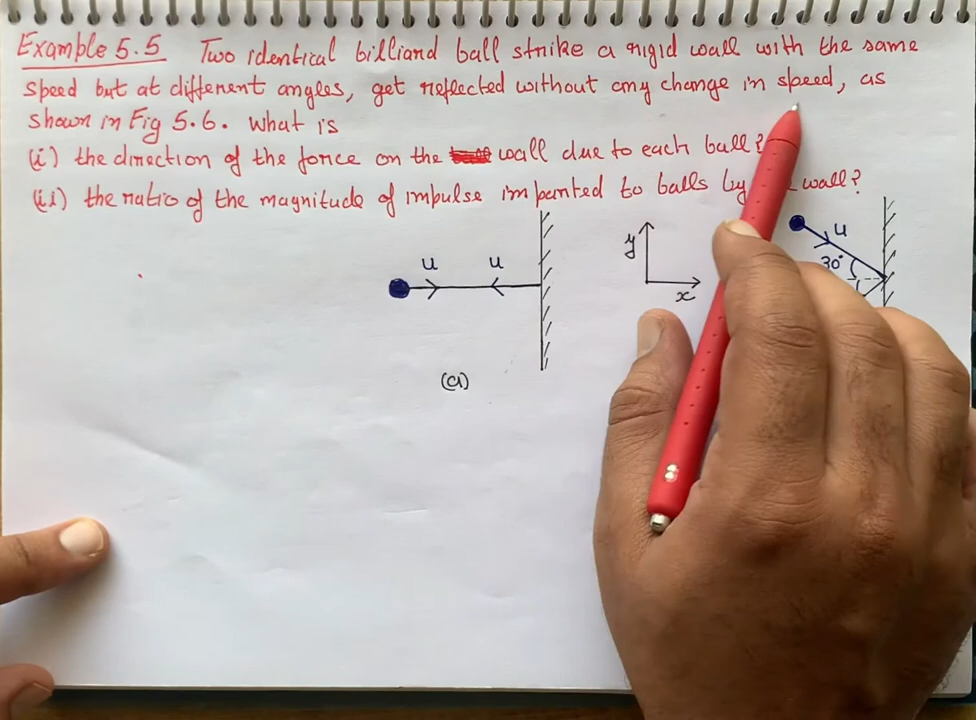 Example 5.5 Two identical billiard ball strike a rigid wall with the same
speed but at different angles, get reflected without any change in speed, as
shown in Fig 5.6. What is
(i) the direction of the force on the wall due to each ball?
(ii) the ratio of the magnitude of impulse imparted to balls by wall?
u u
y
x
u
30°
(a)